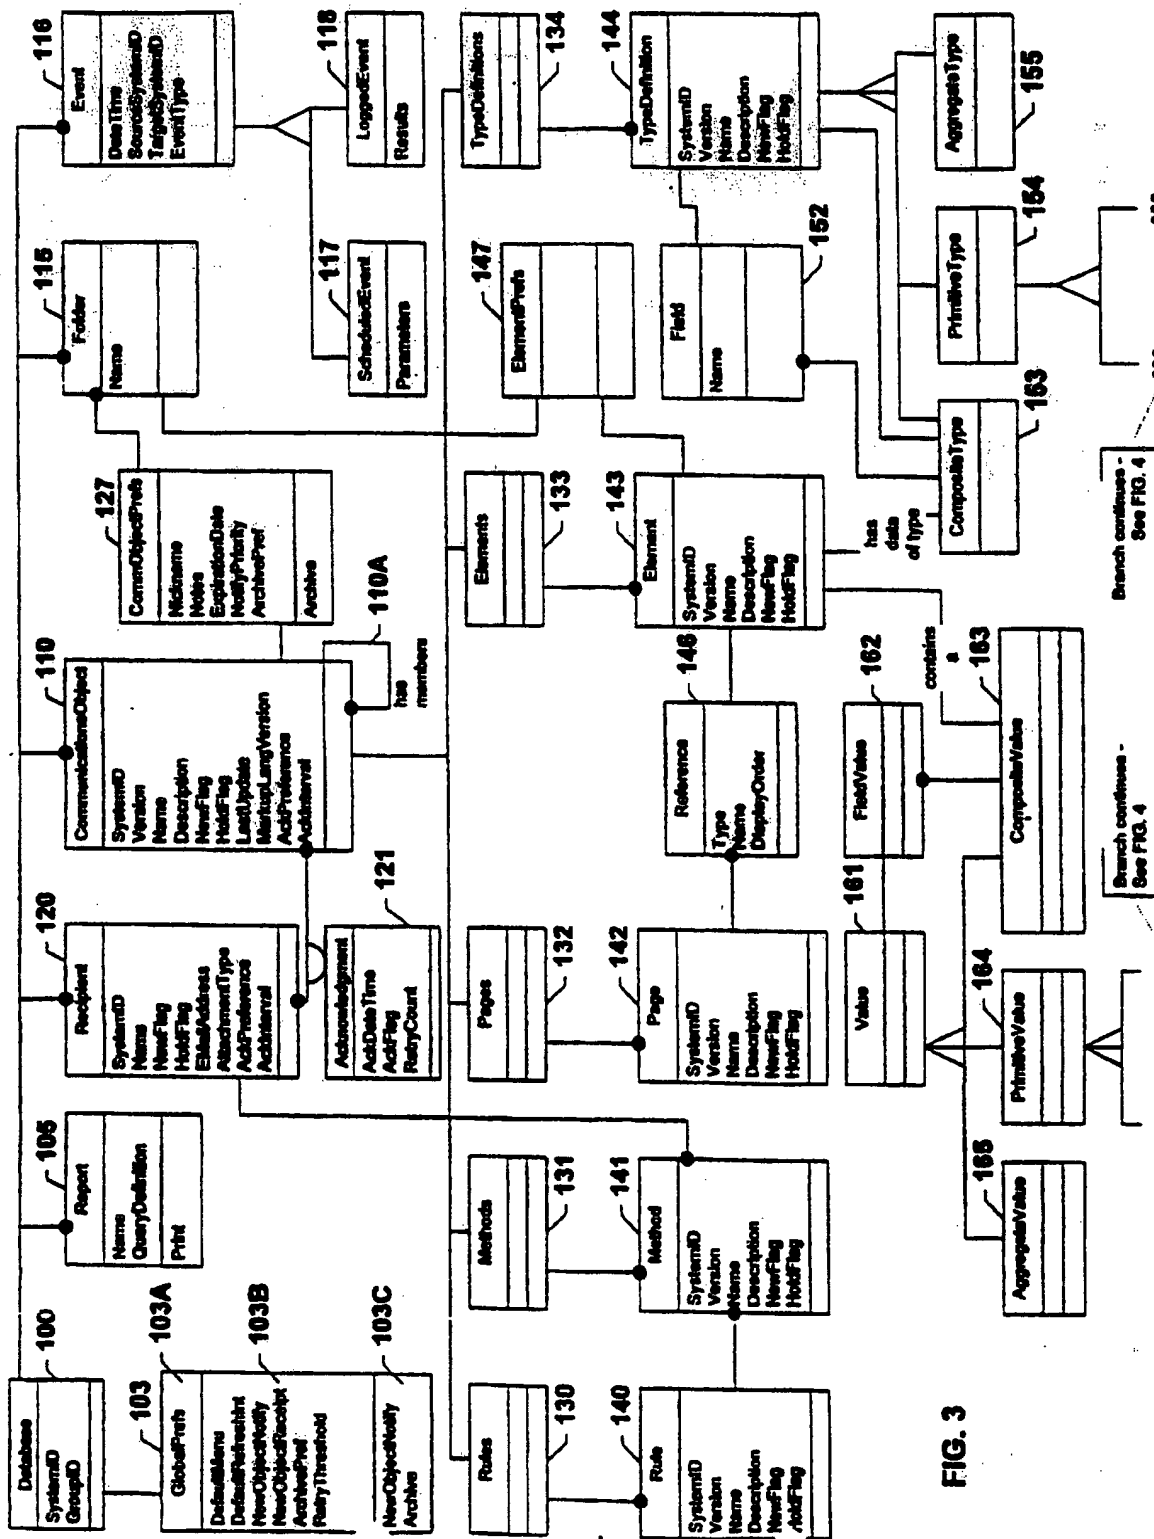 Database
SystemID
GroupID
100
103
103A
GlobalPrefs
DefaultMenu
DefaultRefreshInt
NewObjectNotify
NewObjectReceipt
ArchivePref
RetryThreshold
103B
NewObjectNotify
Archive
103C
Report
Name
QueryDefinition
Print
105
Recipient
SystemID
Name
NewFlag
HoldFlag
EMailAddress
AttachmentType
AckPreference
AckInterval
120
CommunicationsObject
SystemID
Version
Name
Description
NewFlag
HoldFlag
LastUpdate
MarkupLangVersion
AckPreference
AckInterval
110
has
members
110A
Acknowledgment
AckDateTime
AckFlag
RetryCount
121
CommObjectPrefs
Nickname
Notes
ExpirationDate
NotifyPriority
ArchivePref
Archive
127
Folder
Name
115
Event
DateTime
SourceSystemID
TargetSystemID
EventType
116
ScheduledEvent
Parameters
117
LoggedEvent
Results
118
Rules
130
Methods
131
Pages
132
Elements
133
ElementPrefs
147
TypeDefinitions
134
Rule
SystemID
Version
Name
Description
NewFlag
HoldFlag
140
Method
SystemID
Version
Name
Description
NewFlag
HoldFlag
141
Page
SystemID
Version
Name
Description
NewFlag
HoldFlag
142
Reference
Type
Name
DisplayOrder
146
Element
SystemID
Version
Name
Description
NewFlag
HoldFlag
143
Field
Name
152
TypeDefinition
SystemID
Version
Name
Description
NewFlag
HoldFlag
144
Value
161
FieldValue
162
contains
a
has
data
of type
AggregateValue
165
PrimitiveValue
164
CompositeValue
163
CompositeType
153
PrimitiveType
154
AggregateType
155
Branch continues -
See FIG. 4
Branch continues -
See FIG. 4
FIG. 3